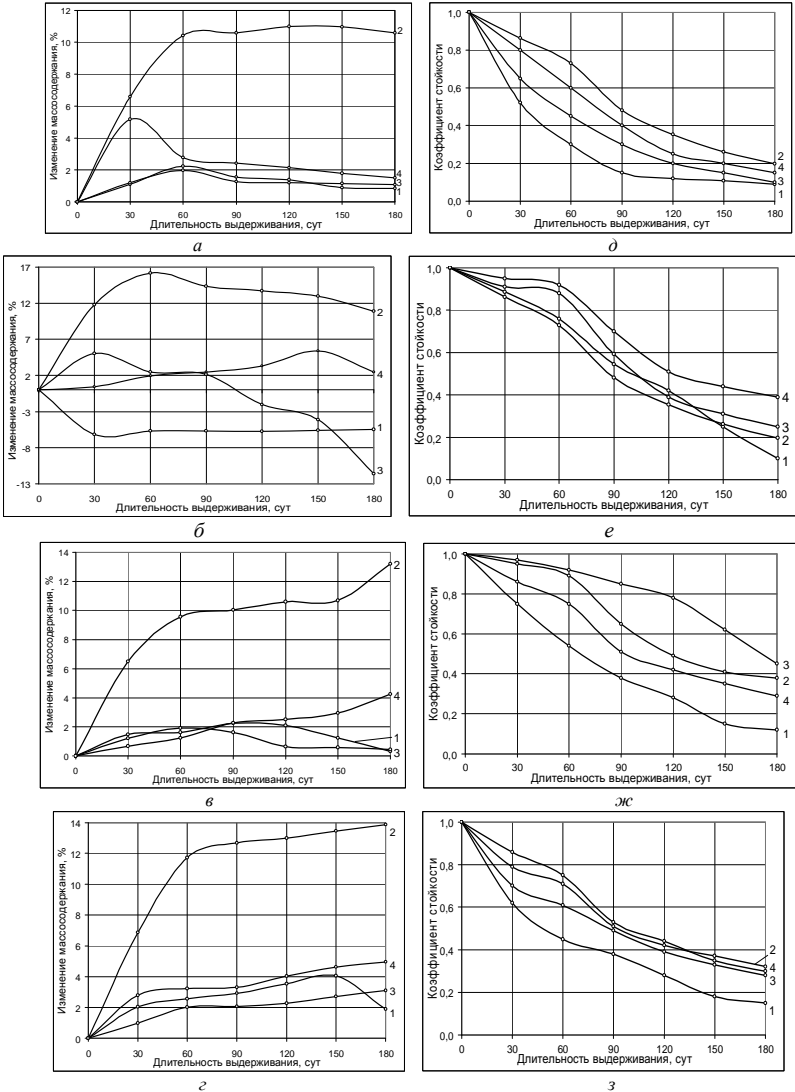 Изменение массосодержания, %
12
10
8
6
4
2
0
0 30 60 90 120 150 180
Длительность выдерживания, сут
2
4
3
1
а
Коэффициент стойкости
1,0
0,8
0,6
0,4
0,2
0,0
0 30 60 90 120 150 180
Длительность выдерживания, сут
2
4
3
1
д
Изменение массодержания, %
17
12
7
2
-3
-8
-13
0 30 60 90 120 150 180
Длительность выдерживания, сут
2
4
1
3
б
Коэффициент стойкости
1,0
0,8
0,6
0,4
0,2
0,0
0 30 60 90 120 150 180
Длительность выдерживания, сут
4
3
2
1
е
Изменение массосодержания, %
14
12
10
8
6
4
2
0
0 30 60 90 120 150 180
Длительность выдерживания, сут
2
4
1
3
в
Коэффициент стойкости
1,0
0,8
0,6
0,4
0,2
0,0
0 30 60 90 120 150 180
Длительность выдерживания, сут
3
2
4
1
ж
Изменение массосодержания, %
14
12
10
8
6
4
2
0
0 30 60 90 120 150 180
Длительность выдерживания, сут
2
4
3
1
г
Коэффициент стойкости
1,0
0,8
0,6
0,4
0,2
0,0
0 30 60 90 120 150 180
Длительность выдерживания, сут
2
4
3
1
з